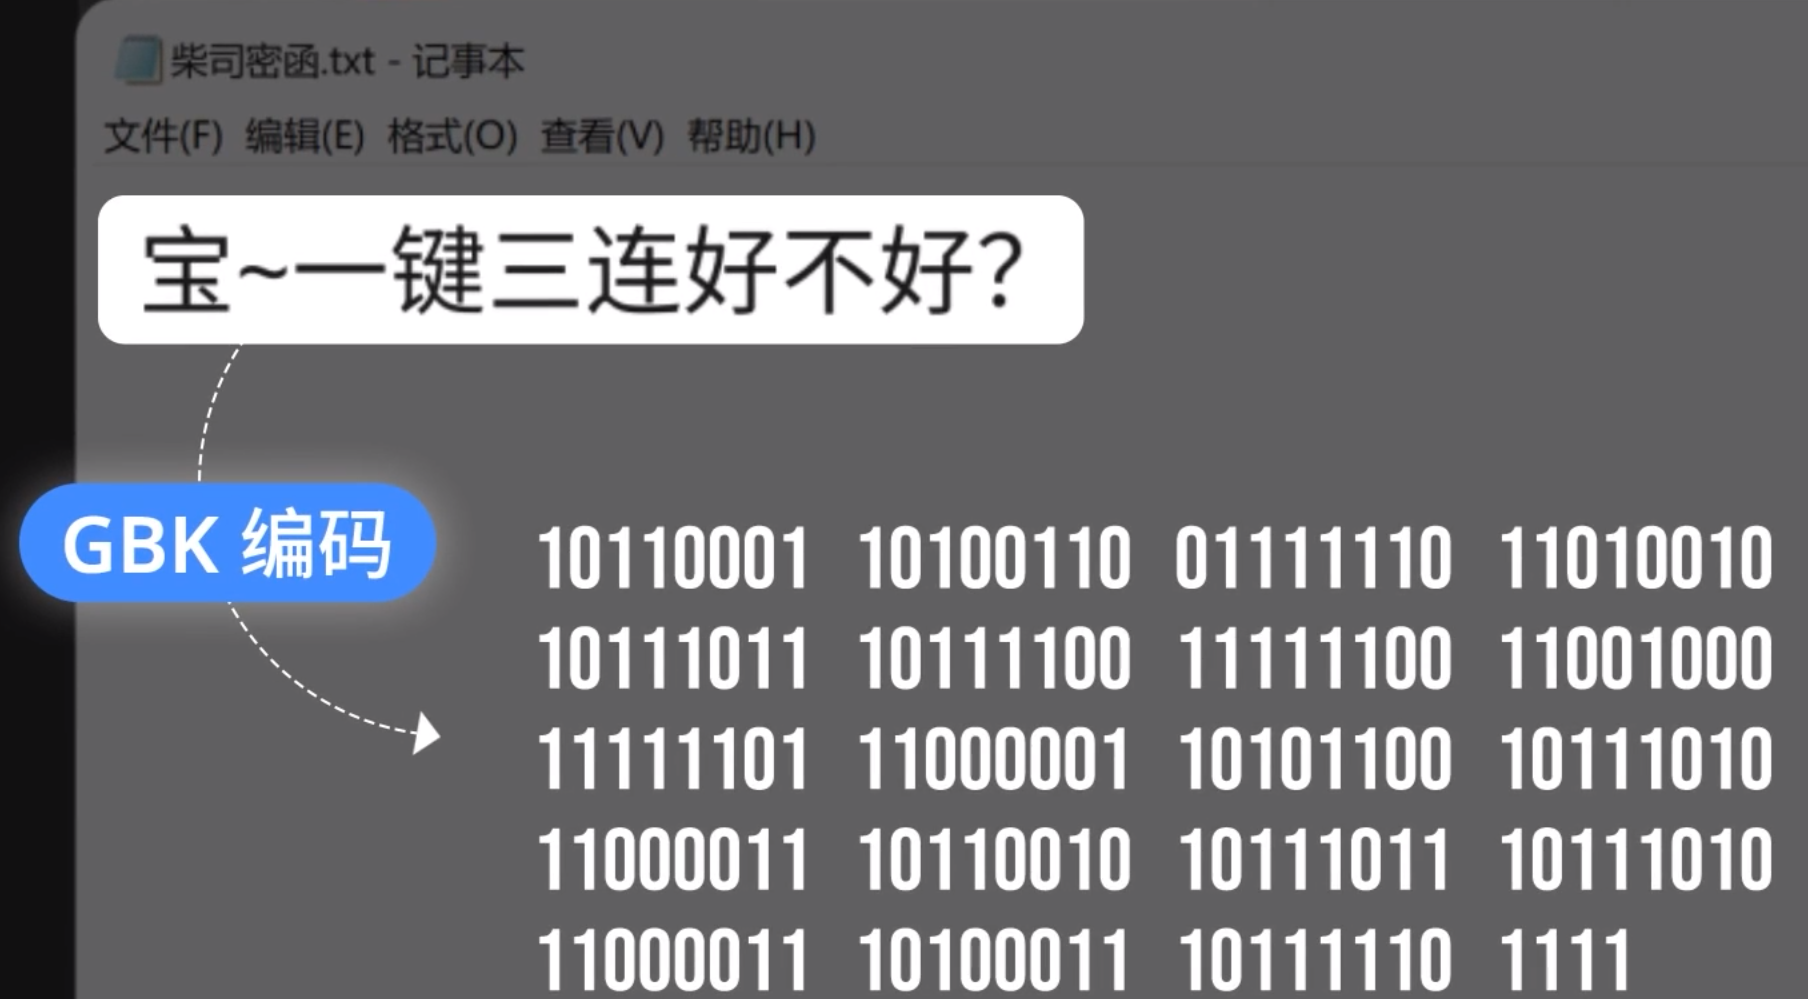 柴司密函.txt - 记事本
文件(F) 编辑(E) 格式(O) 查看(V) 帮助(H)
宝~一键三连好不好？
GBK 编码
10110001 10100110 01111110 11010010
10111011 10111100 11111100 11001000
11111101 11000001 10101100 10111010
11000011 10110010 10111011 10111010
11000011 10100011 10111110 1111